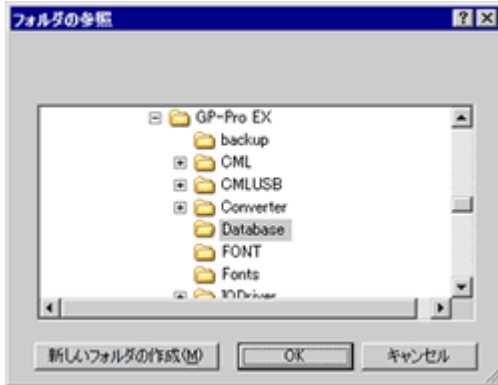 フォルダの参照
GP-Pro EX
backup
CML
CMLUSB
Converter
Database
FONT
Fonts
IODriver
新しいフォルダの作成(M)
OK
キャンセル